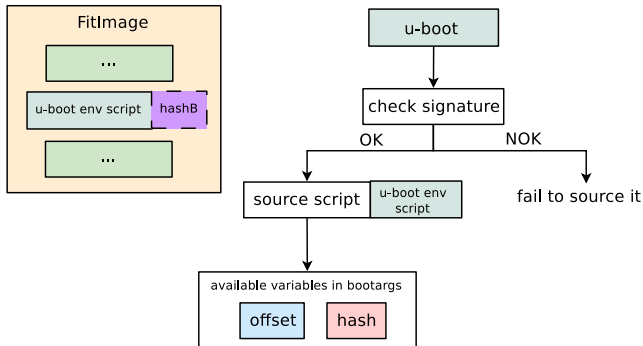 FitImage
...
u-boot env script
hashB
...
u-boot
check signature
OK
NOK
source script
u-boot env
script
fail to source it
available variables in bootargs
offset
hash